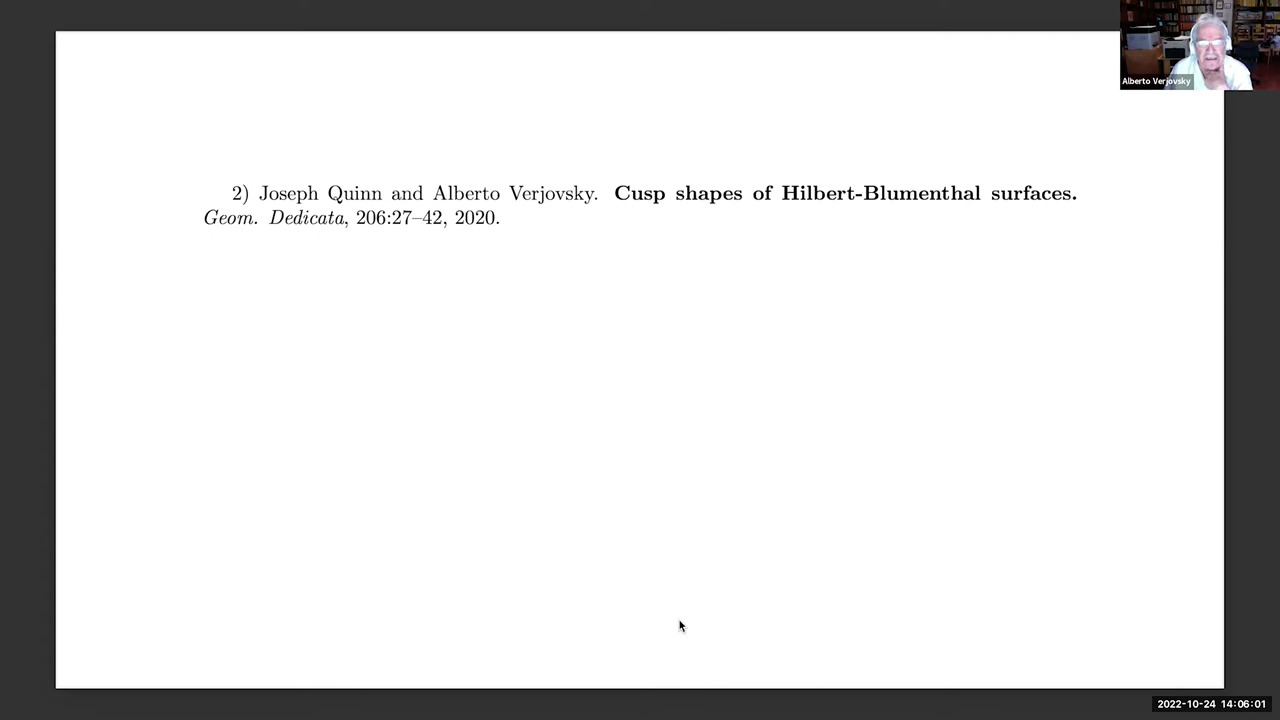 Alberto Verjovsky
2) Joseph Quinn and Alberto Verjovsky. Cusp shapes of Hilbert-Blumenthal surfaces.
Geom. Dedicata, 206:27–42, 2020.
2022-10-24 14:06:01